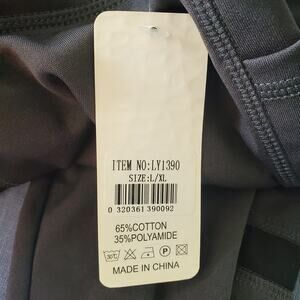 ITEM NO:LY1390
SIZE:L/XL
0 320361 390092
65%COTTON
35%POLYAMIDE
30°C P
MADE IN CHINA